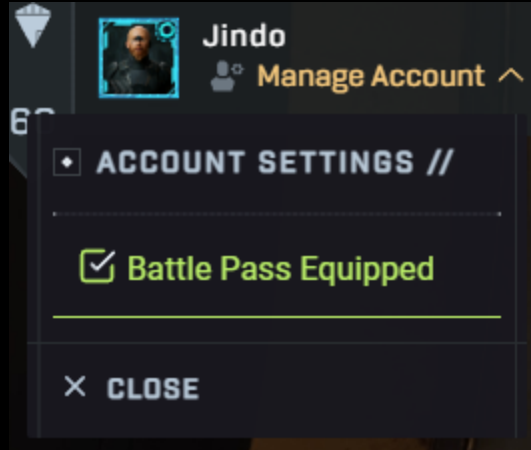 Jindo
Manage Account
ACCOUNT SETTINGS //
Battle Pass Equipped
CLOSE